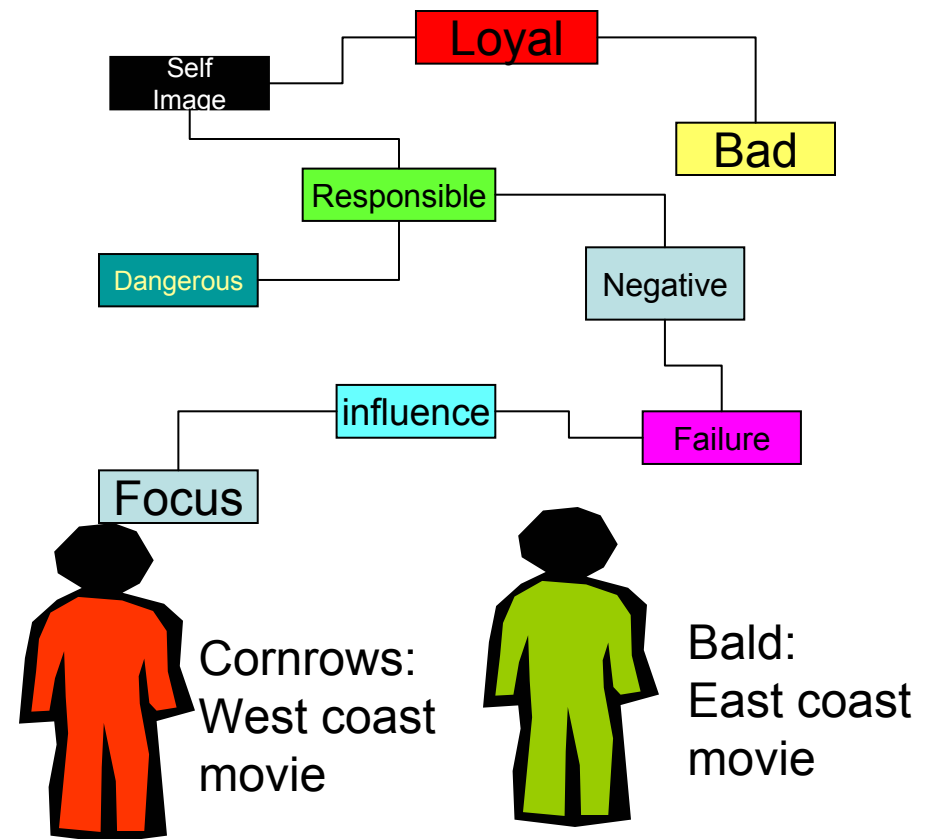 Loyal
Self
Image
Bad
Responsible
Dangerous
Negative
influence
Failure
Focus
Cornrows:
West coast
movie
Bald:
East coast
movie